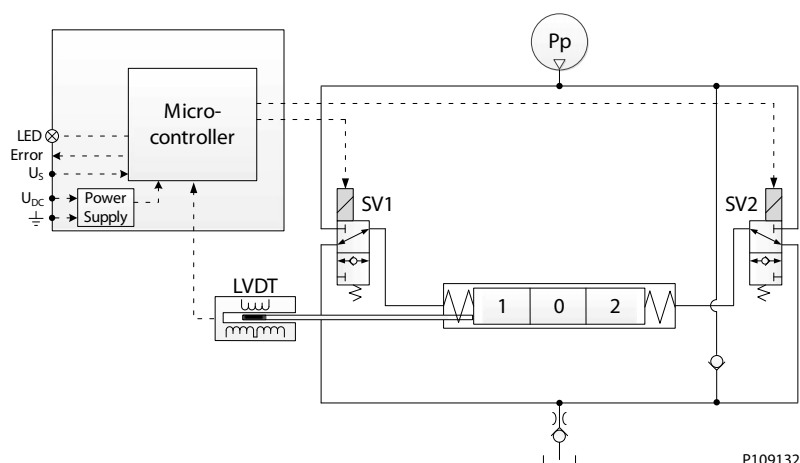 Pp
Micro-
controller
LED
Error
US
UDC
Power
Supply
SV1
SV2
LVDT
1 0 2
P109132